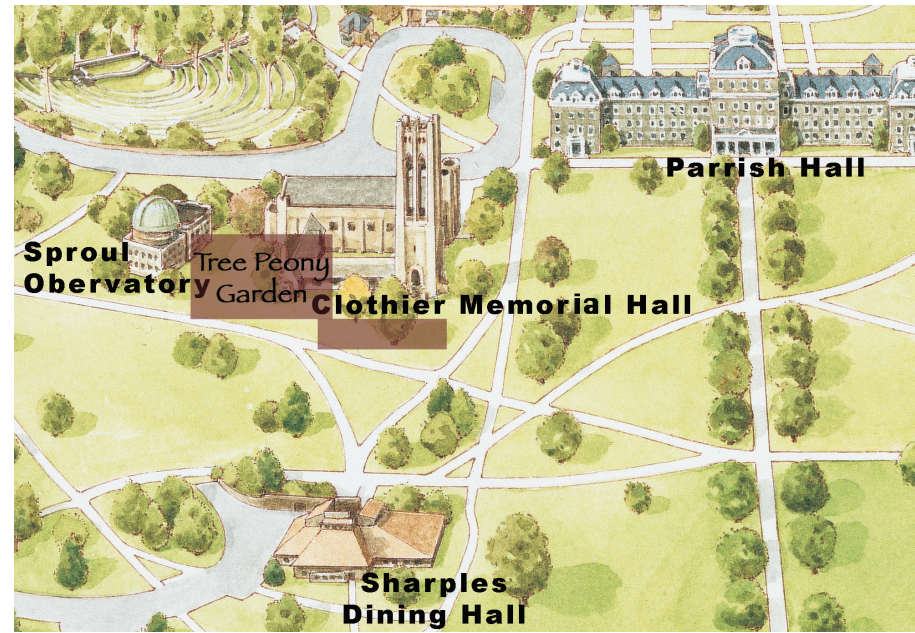 Parrish Hall
Sproul
Obervatory
Tree Peony
Garden
Clothier Memorial Hall
Sharples
Dining Hall